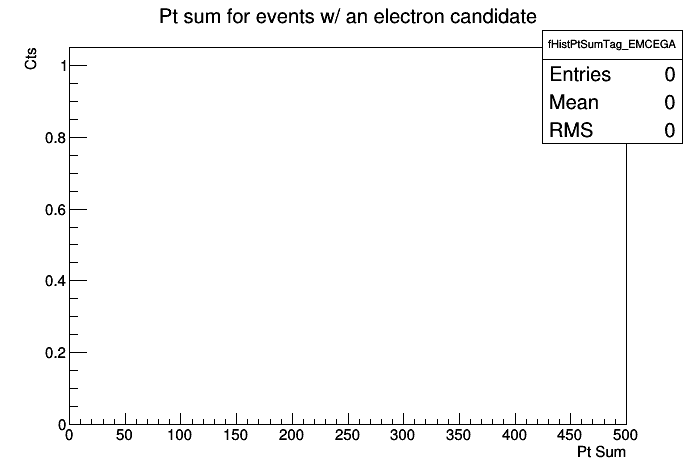 Pt sum for events w/ an electron candidate
fHistPtSumTag_EMCEGA
Entries 0
Mean 0
RMS 0
Cts
1
0.8
0.6
0.4
0.2
0
0 50 100 150 200 250 300 350 400 450 500
Pt Sum